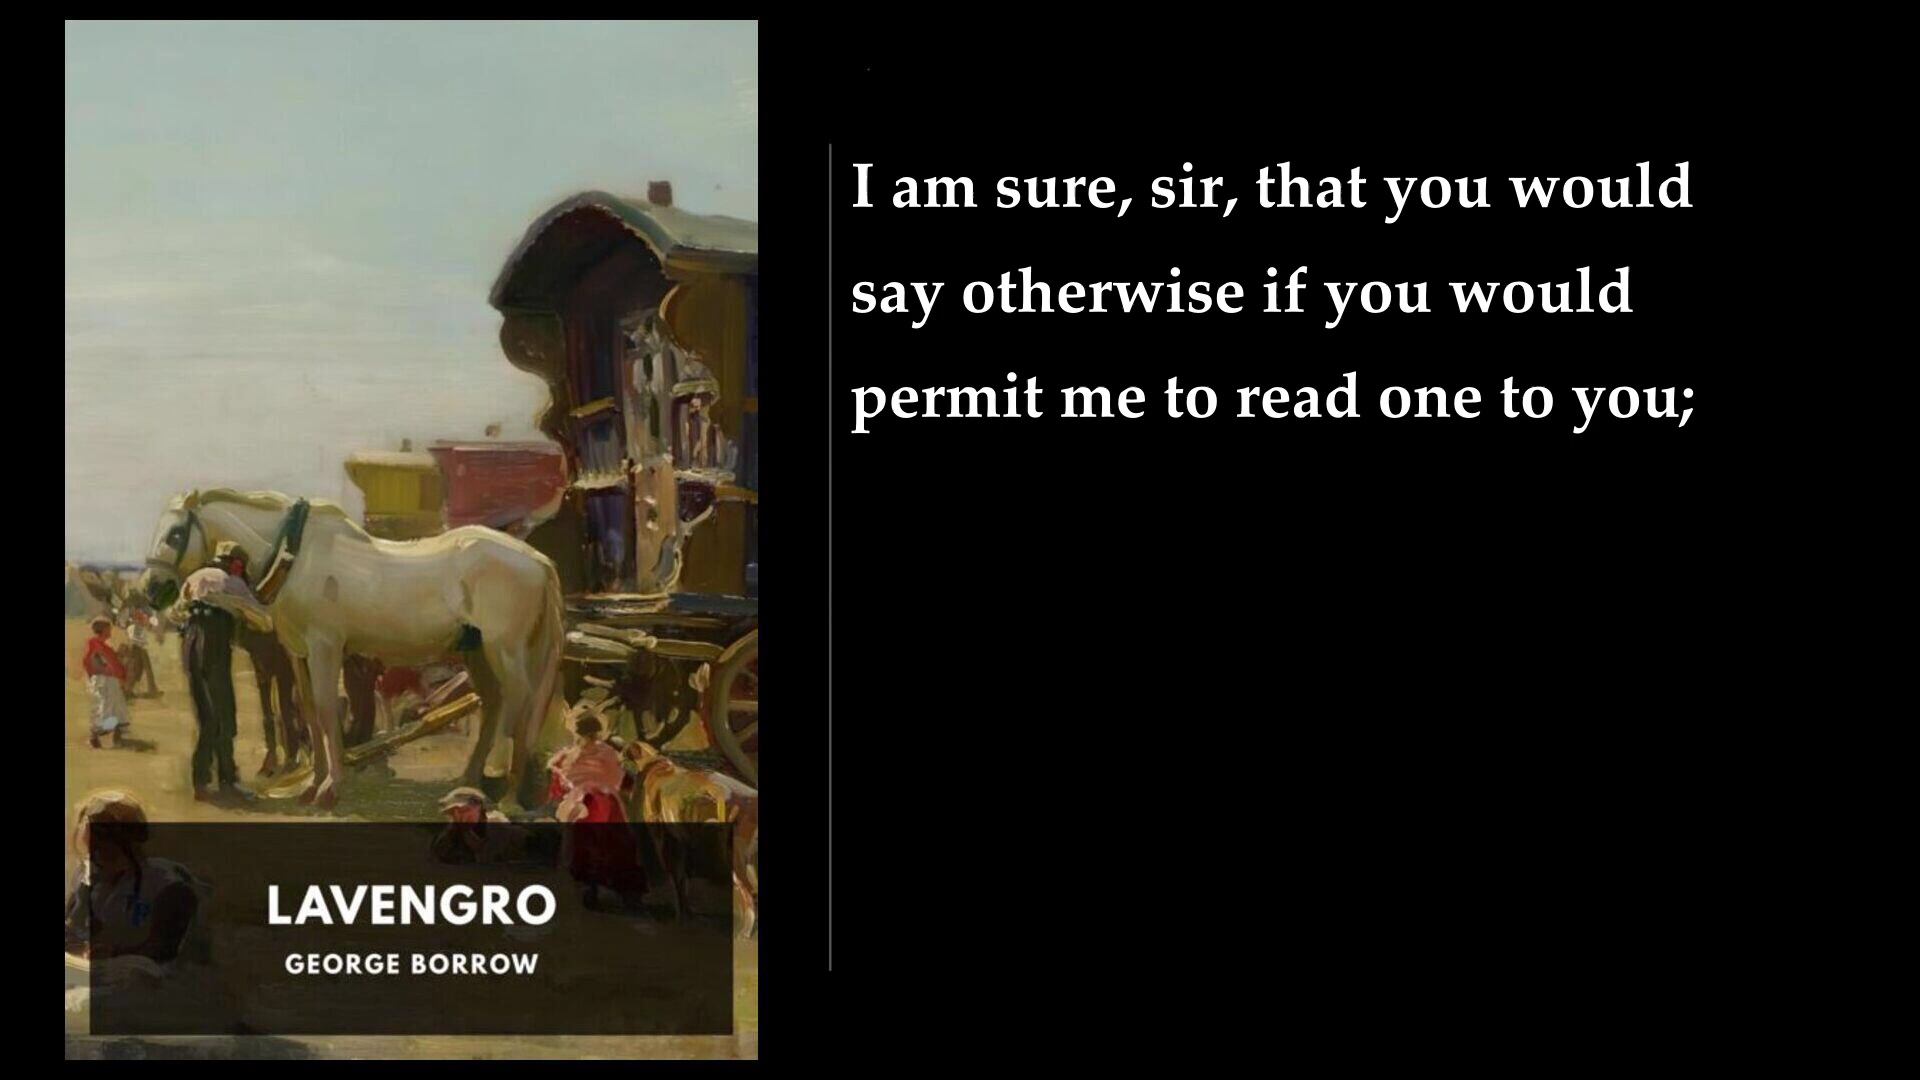 I am sure, sir, that you would
say otherwise if you would
permit me to read one to you;
LAVENGRO
GEORGE BORROW